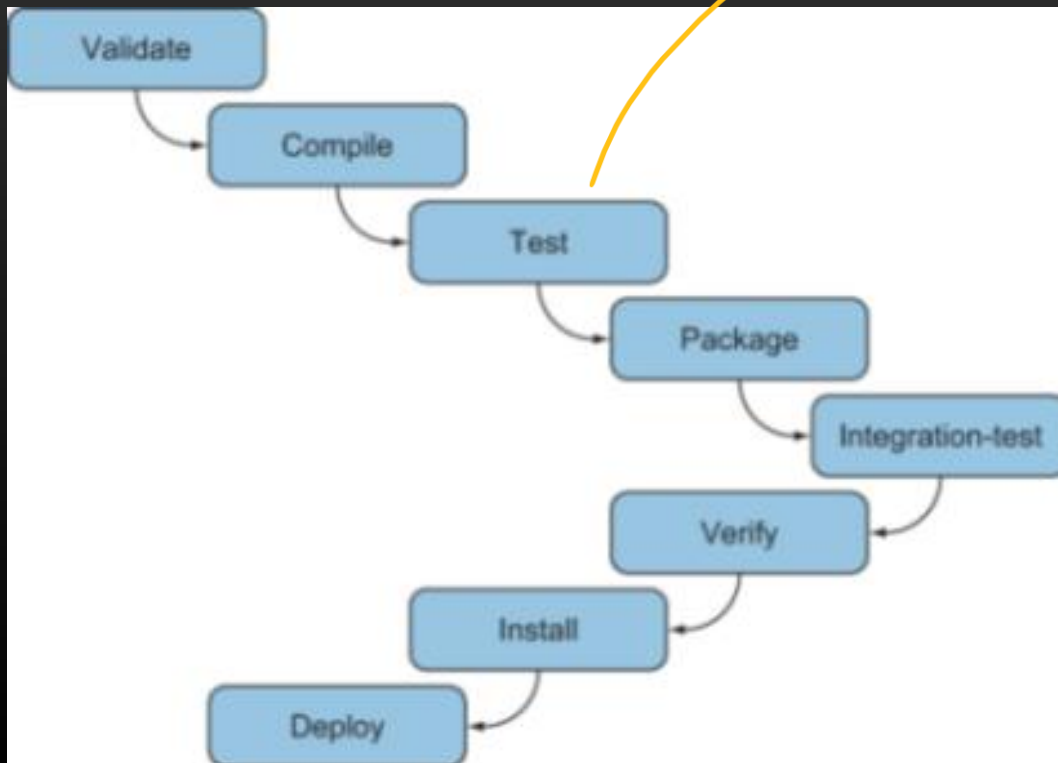 Validate
Compile
Test
Package
Integration-test
Verify
Install
Deploy